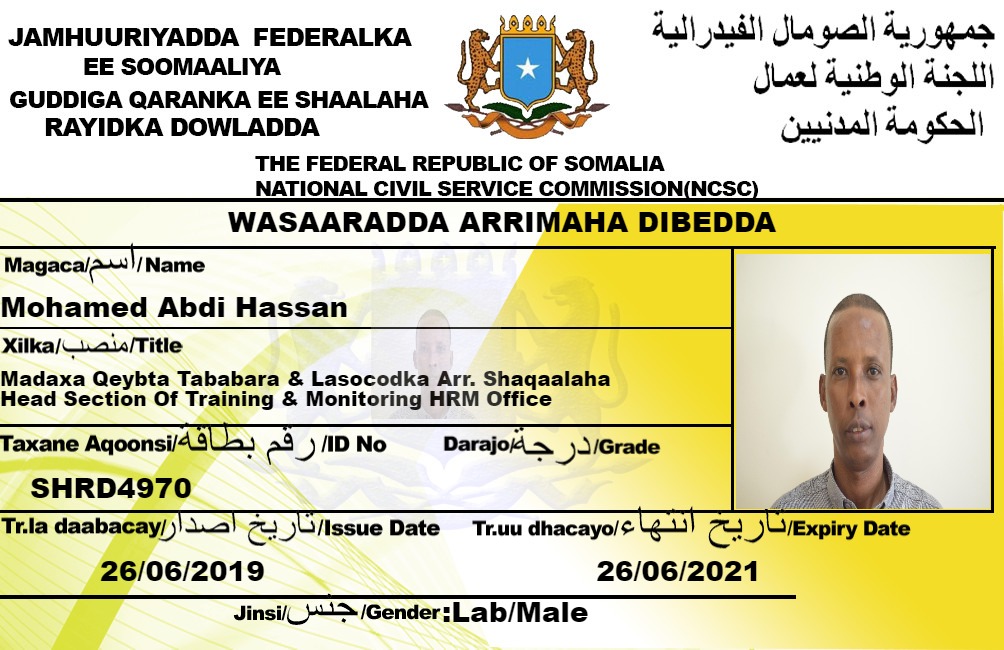 JAMHUURIYADDA FEDERALKA
EE SOOMAALIYA
GUDDIGA QARANKA EE SHAALAHA
RAYIDKA DOWLADDA
جمهورية الصومال الفيدرالية
اللجنة الوطنية لعمال
الحكومة المدنيين
THE FEDERAL REPUBLIC OF SOMALIA
NATIONAL CIVIL SERVICE COMMISSION(NCSC)
WASAARADDA ARRIMAHA DIBEDDA
Magaca/اسم/Name
Mohamed Abdi Hassan
Xilka/منصب/Title
Madaxa Qeybta Tababara & Lasocodka Arr. Shaqaalaha
Head Section Of Training & Monitoring HRM Office
Taxane Aqoonsi/رقم بطاقة/ID No Darajo/درجة/Grade
SHRD4970
Tr.la daabacay/تاريخ اصدار/Issue Date Tr.uu dhacayo/تاريخ انتهاء/Expiry Date
26/06/2019 26/06/2021
Jinsi/جنس/Gender:Lab/Male